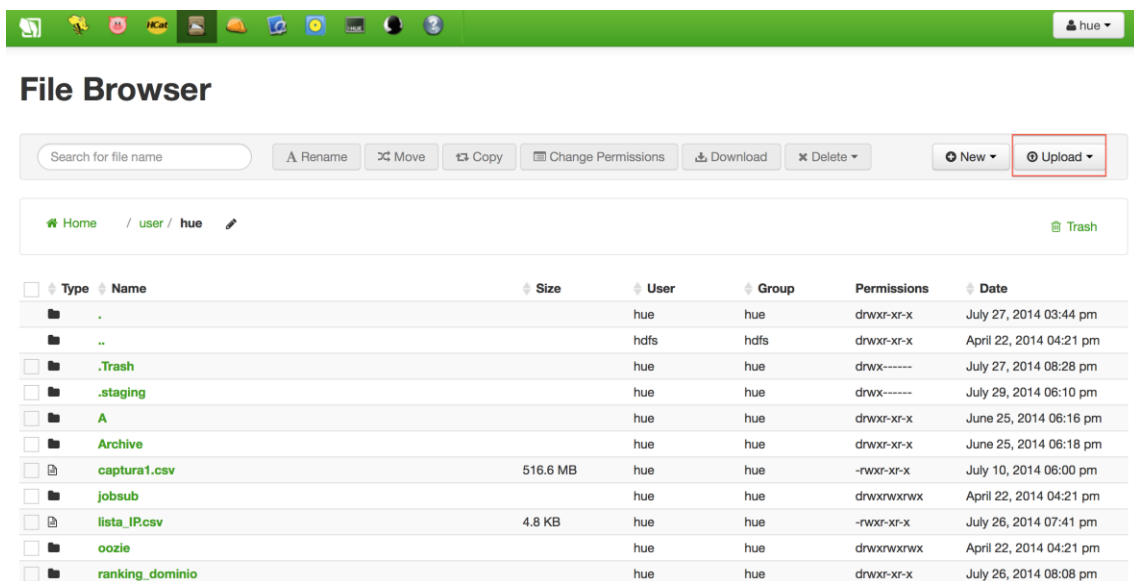 HCat HUE hue
File Browser
Search for file name Rename Move Copy Change Permissions Download Delete New Upload
Home / user / hue Trash
Type Name Size User Group Permissions Date
. hue hue drwxr-xr-x July 27, 2014 03:44 pm
.. hdfs hdfs drwxr-xr-x April 22, 2014 04:21 pm
.Trash hue hue drwx------ July 27, 2014 08:28 pm
.staging hue hue drwx------ July 29, 2014 06:10 pm
A hue hue drwxr-xr-x June 25, 2014 06:16 pm
Archive hue hue drwxr-xr-x June 25, 2014 06:18 pm
captura1.csv 516.6 MB hue hue -rwxr-xr-x July 10, 2014 06:00 pm
jobsub hue hue drwxrwxrwx April 22, 2014 04:21 pm
lista_IP.csv 4.8 KB hue hue -rwxr-xr-x July 26, 2014 07:41 pm
oozie hue hue drwxrwxrwx April 22, 2014 04:21 pm
ranking_dominio hue hue drwxr-xr-x July 26, 2014 08:08 pm